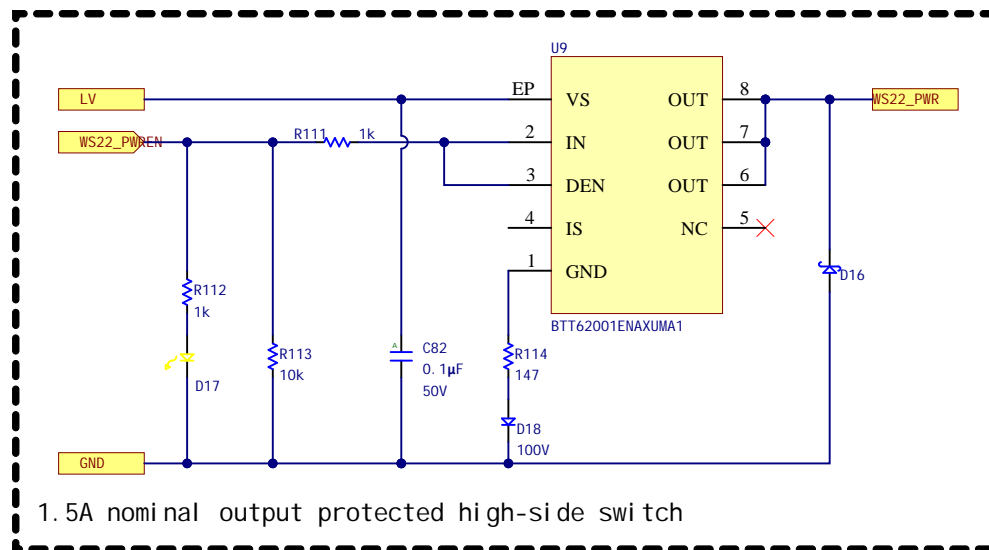 U9
LV
EP
VS
OUT
8
WS22_PWR
WS22_PWREN
R111
1k
2
IN
OUT
7
3
DEN
OUT
6
4
IS
NC
5
1
GND
D16
R112
1k
BTT62001ENAXUMA1
A
C82
0.1µF
50V
R113
10k
R114
147
D17
D18
100V
GND
1.5A nominal output protected high-side switch